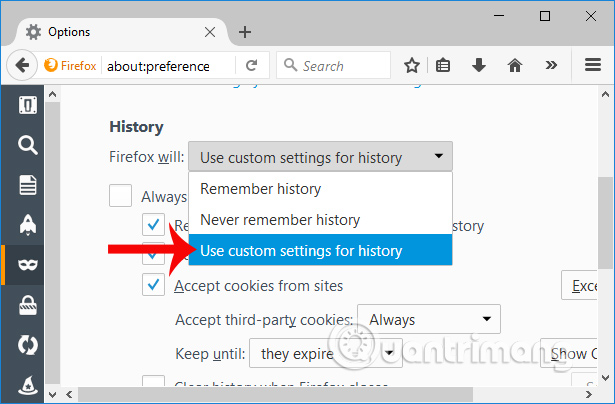 Options
Firefox about:preference Search
History
Firefox will: Use custom settings for history
Remember history
Always
Never remember history
Re story
Use custom settings for history
Accept cookies from sites Exce
Accept third-party cookies: Always
Keep until: they expire Show C
Clear history when Firefox closes Se
Quantrimang